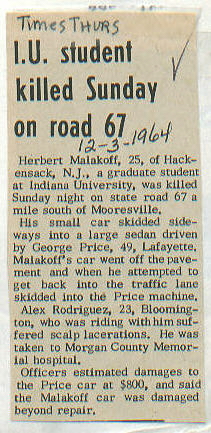 Times THURS
I.U. student
killed Sunday
on road 67
12-3-1964
Herbert Malakoff, 25, of Hack-
ensack, N.J., a graduate student
at Indiana University, was killed
Sunday night on state road 67 a
mile south of Mooresville.
His small car skidded side-
ways into a large sedan driven
by George Price, 49, Lafayette.
Malakoff's car went off the pave-
ment and when he attempted to
get back into the traffic lane
skidded into the Price machine.
Alex Rodriguez, 23, Blooming-
ton, who was riding with him suf-
fered scalp lacerations. He was
taken to Morgan County Memor-
ial hospital.
Officers estimated damages to
the Price car at $800, and said
the Malakoff car was damaged
beyond repair.